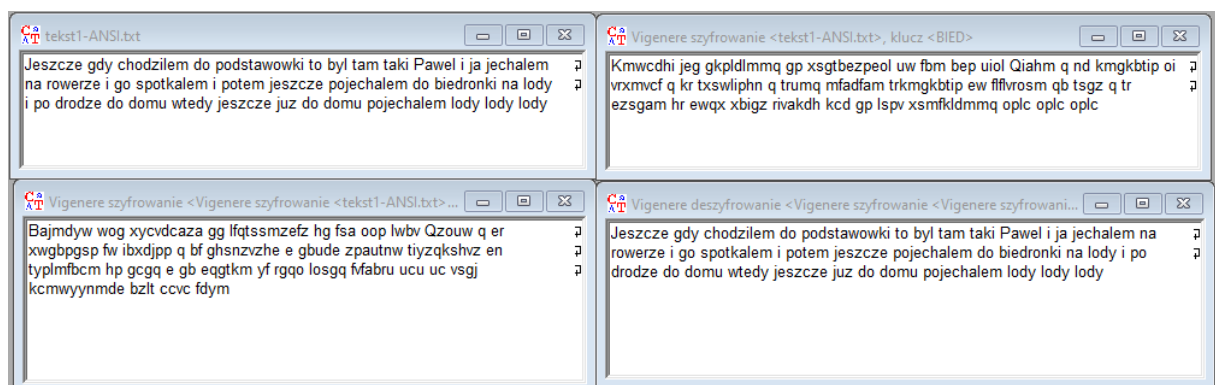 tekst1-ANSI.txt
Jeszcze gdy chodzilem do podstawowki to byl tam taki Pawel i ja jechalem
na rowerze i go spotkalem i potem jeszcze pojechalem do biedronki na lody
i po drodze do domu wtedy jeszcze juz do domu pojechalem lody lody lody
Vigenere szyfrowanie <tekst1-ANSI.txt>, klucz <BIED>
Kmwcdhi jeg gkpldlmmq gp xsgtbezpeol uw fbm bep uiol Qiahm q nd kmgkbtip oi
vrxmvcf q kr txswliphn q trumq mfadfam trkmgkbtip ew flflvrosm qb tsgz q tr
ezsgam hr ewqx xbigz rivakdh kcd gp lspv xsmfkldmmq oplc oplc oplc
Vigenere szyfrowanie <Vigenere szyfrowanie <tekst1-ANSI.txt>...
Bajmdyw wog xycvdcaza gg lfqtssmzefz hg fsa oop lwbv Qzouw q er
xwgbpgsp fw ibxdjpp q bf ghsnzvzhe e gbude zpautnw tiyzqkshvz en
typlmfbcm hp gcgq e gb eqgtkm yf rgqo losgq fvfabru ucu uc vsgj
kcmwyynmde bzlt ccvc fdym
Vigenere deszyfrowanie <Vigenere szyfrowanie <Vigenere szyfrowani...
Jeszcze gdy chodzilem do podstawowki to byl tam taki Pawel i ja jechalem na
rowerze i go spotkalem i potem jeszcze pojechalem do biedronki na lody i po
drodze do domu wtedy jeszcze juz do domu pojechalem lody lody lody